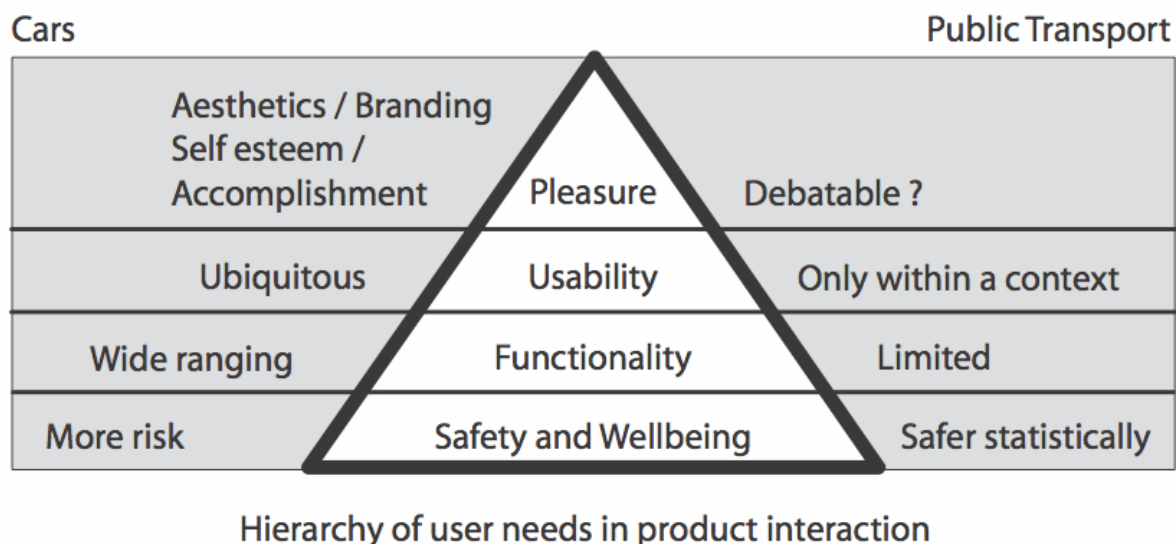 Cars
Public Transport
Aesthetics / Branding
Self esteem /
Accomplishment
Pleasure
Debatable ?
Ubiquitous
Usability
Only within a context
Wide ranging
Functionality
Limited
More risk
Safety and Wellbeing
Safer statistically
Hierarchy of user needs in product interaction